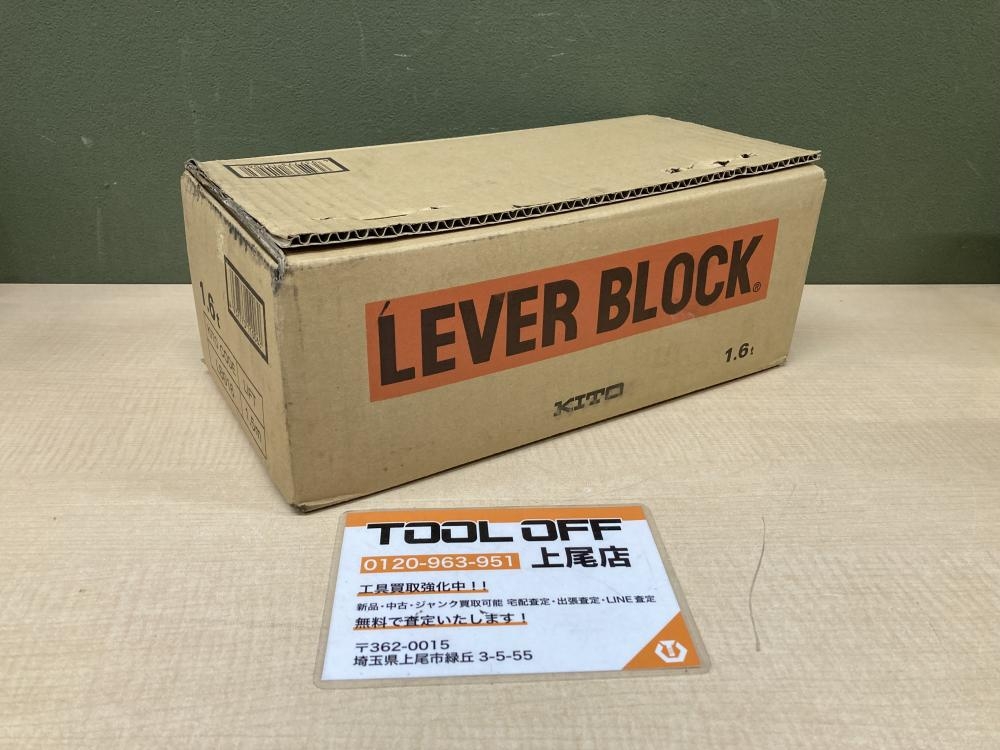 LEVER BLOCK®
1.6t
KITO
1.6t
LIFT
1.5m
TOOL OFF
0120-963-951 上尾店
工具買取強化中！！
新品・中古・ジャンク買取可能 宅配査定・出張査定・LINE査定
無料で査定いたします！
〒362-0015
埼玉県上尾市緑丘 3-5-55